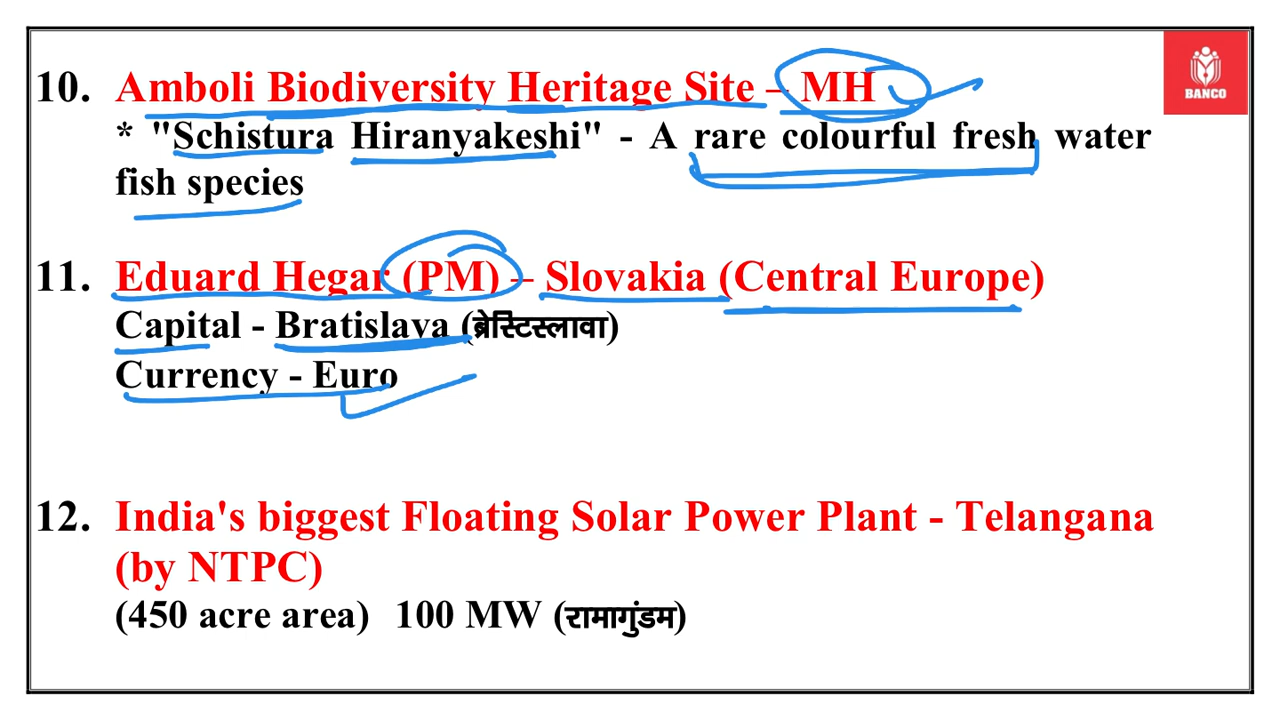 10. Amboli Biodiversity Heritage Site – MH
* "Schistura Hiranyakeshi" - A rare colourful fresh water
fish species
11. Eduard Hegar (PM) – Slovakia (Central Europe)
Capital - Bratislava (ब्रेस्टिस्लावा)
Currency - Euro
12. India's biggest Floating Solar Power Plant - Telangana
(by NTPC)
(450 acre area) 100 MW (रामागुंडम)
BANCO